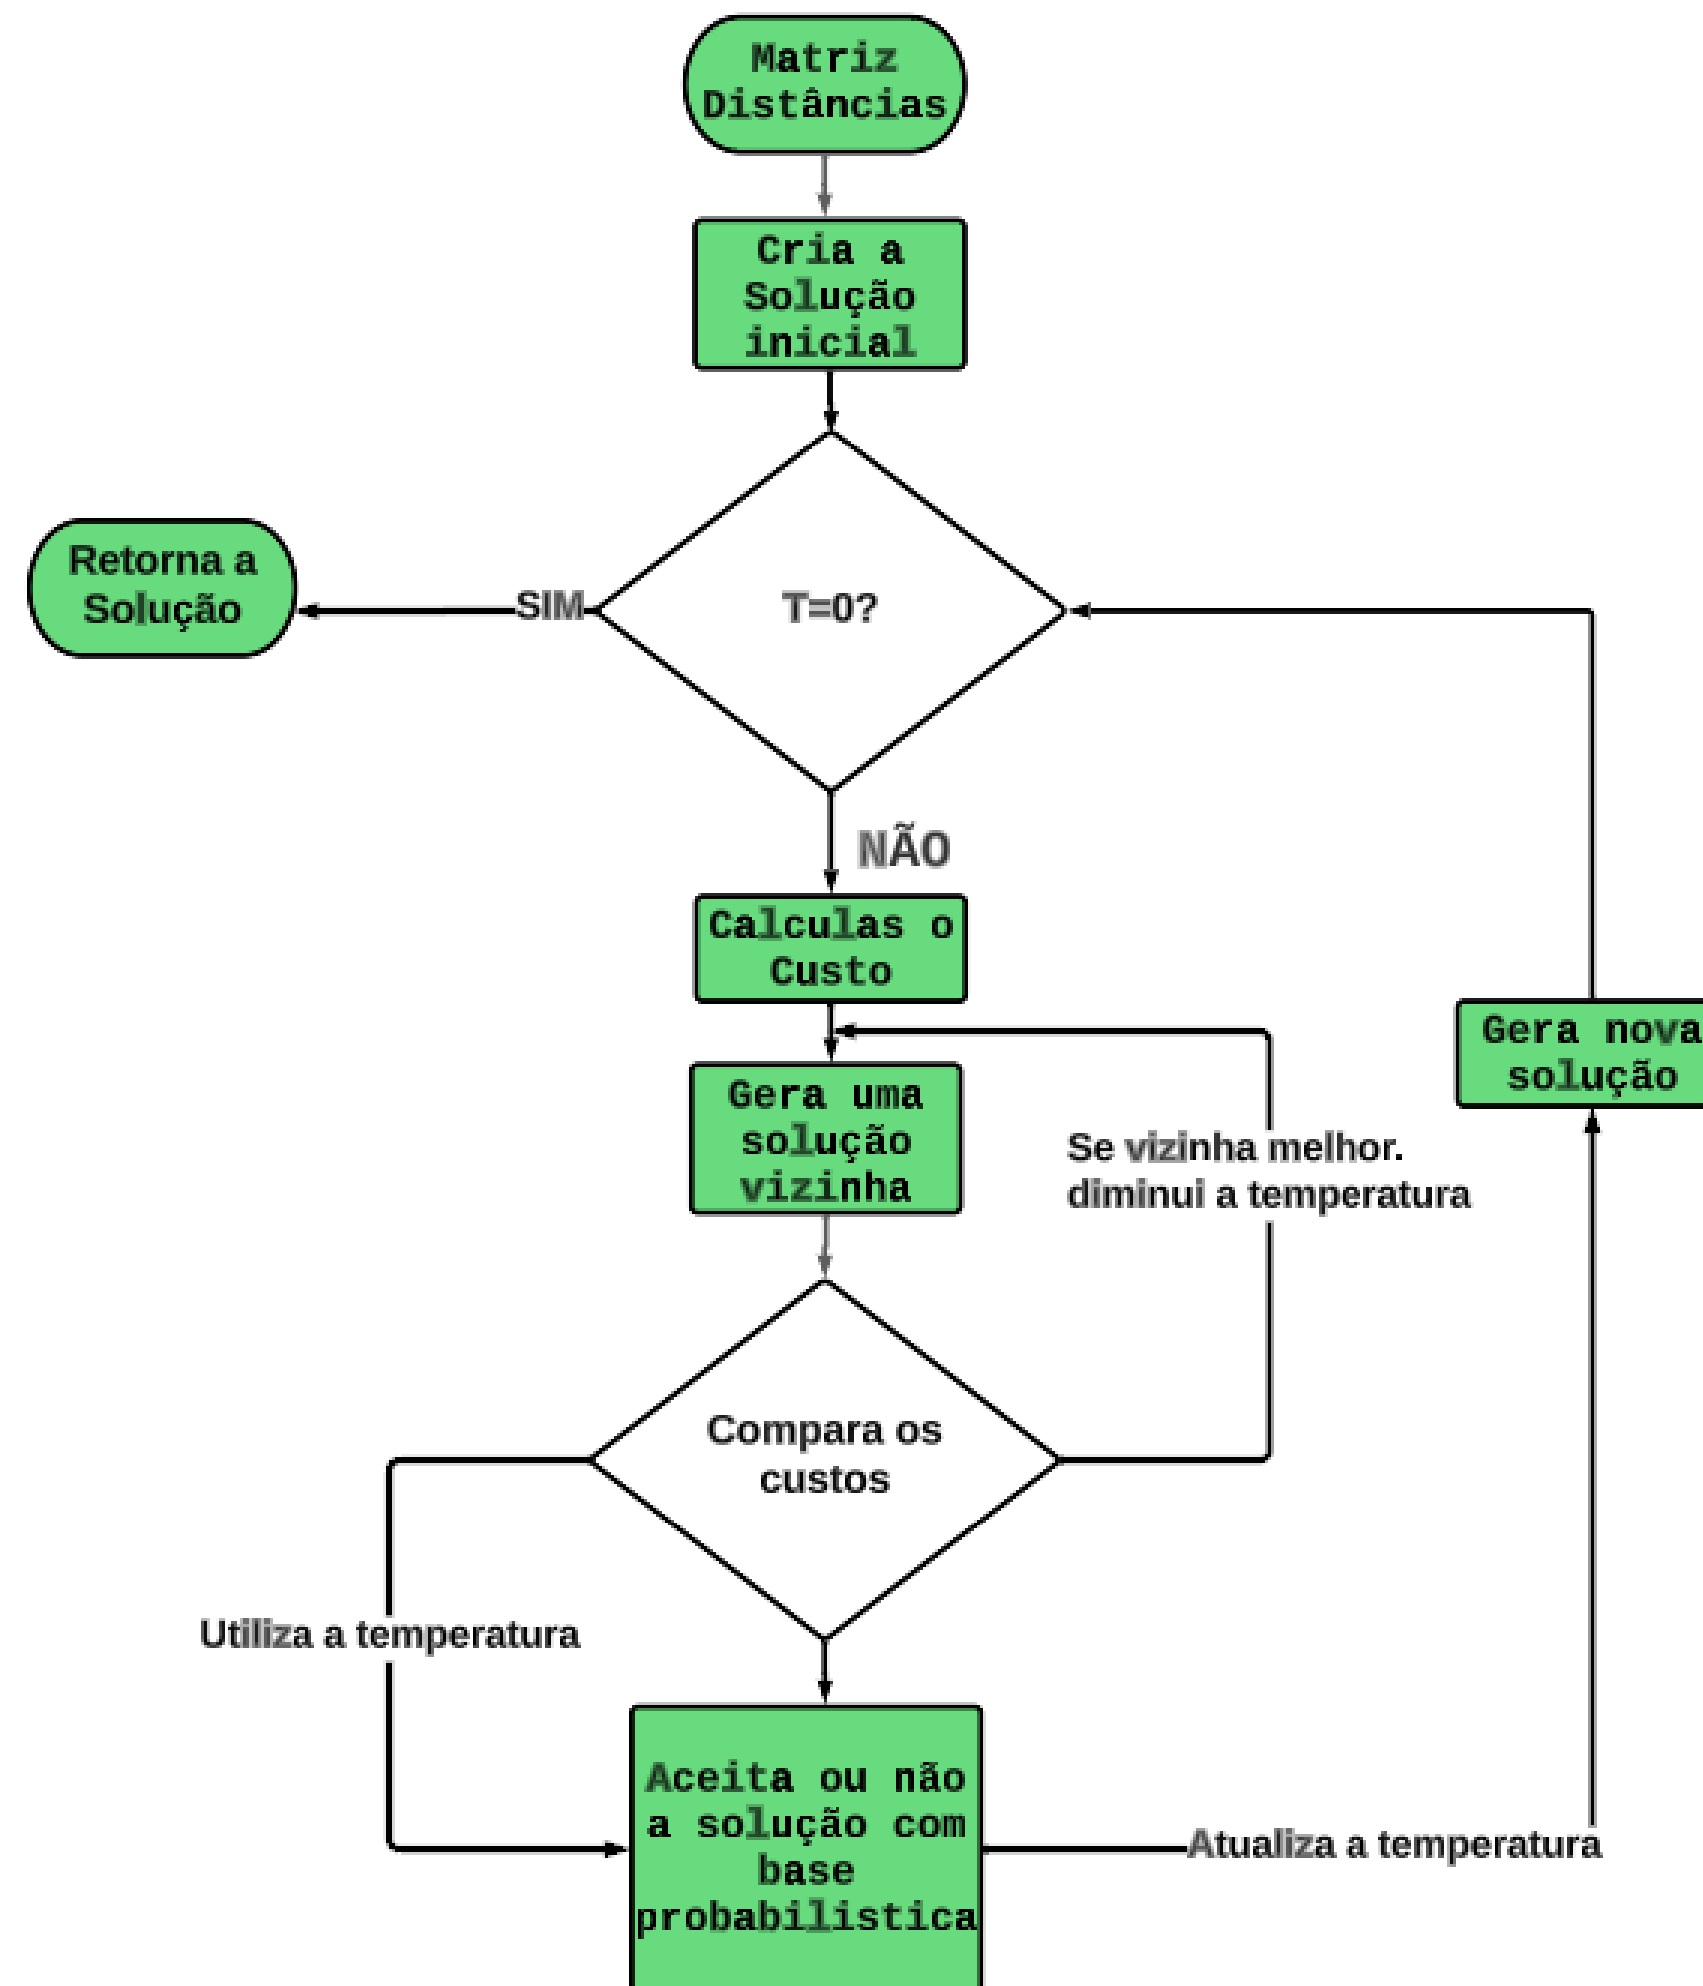 Matriz
Distâncias
Cria a
Solução
inicial
Retorna a
Solução
SIM
T=0?
NÃO
Calculas o
Custo
Gera nova
solução
Gera uma
solução
vizinha
Se vizinha melhor.
diminui a temperatura
Compara os
custos
Utiliza a temperatura
Aceita ou não
a solução com
base
probabilistica
Atualiza a temperatura